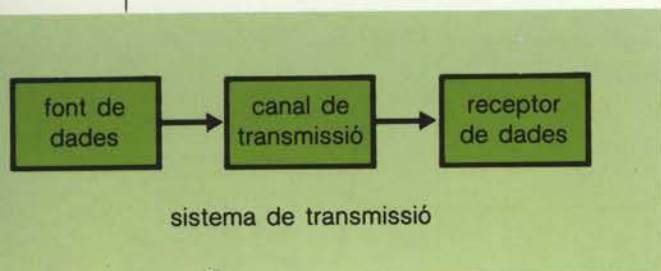 font de
dades
canal de
transmissió
receptor
de dades
sistema de transmissió